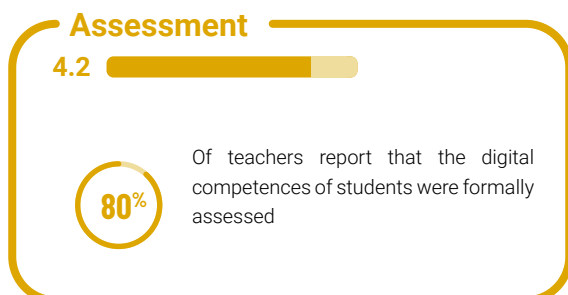 Assessment
4.2
80%
Of teachers report that the digital
competences of students were formally
assessed